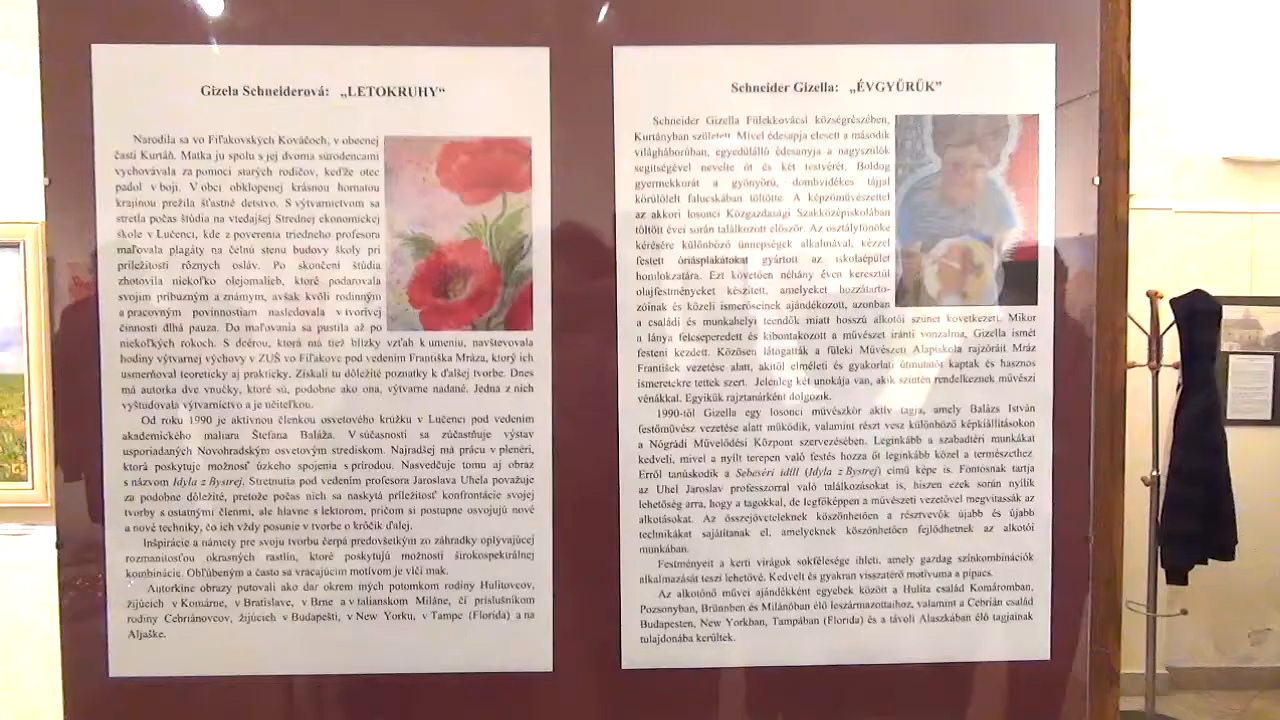 Gizela Schneiderová: „LETOKRUHY“
Narodila sa vo Fiľakovských Kováčoch, v obecnej
časti Kurtáň. Matka ju spolu s jej dvoma súrodencami
vychovávala za pomoci starých rodičov, keďže otec
padol v boji. V obci obklopenej krásnou hornatou
krajinou prežila šťastné detstvo. S výtvarníctvom sa
stretla počas štúdia na vtedajšej Strednej ekonomickej
škole v Lučenci, kde z poverenia triedneho profesora
maľovala plagáty na čelnú stenu budovy školy pri
príležitosti rôznych osláv. Po skončení štúdia
zhotovila niekoľko olejomalieb, ktoré podarovala
svojim príbuzným a známym, avšak kvôli rodinným
a pracovným povinnostiam nasledovala v tvorivej
činnosti dlhá pauza. Do maľovania sa pustila až po
niekoľkých rokoch. S dcérou, ktorá má tiež blízky vzťah k umeniu, navštevovala
hodiny výtvarnej výchovy v ZUŠ vo Fiľakove pod vedením Františka Mráza, ktorý ich
usmerňoval teoreticky aj prakticky. Získali tu dôležité poznatky k ďalšej tvorbe. Dnes
má autorka dve vnučky, ktoré sú, podobne ako ona, výtvarne nadané. Jedna z nich
vyštudovala výtvarníctvo a je učiteľkou.
Od roku 1990 je aktívnou členkou osvetového krúžku v Lučenci pod vedením
akademického maliara Štefana Baláža. V súčasnosti sa zúčastňuje výstav
usporiadaných Novohradským osvetovým strediskom. Najradšej má prácu v plenéri,
ktorá poskytuje možnosť úzkeho spojenia s prírodou. Nasvedčuje tomu aj obraz
s názvom Idyla z Bystrej. Stretnutia pod vedením profesora Jaroslava Uhela považuje
za podobne dôležité, pretože počas nich sa naskytá príležitosť konfrontácie svojej
tvorby s ostatnými členmi, ale hlavne s lektorom, pričom si postupne osvojujú nové
a nové techniky, čo ich vždy posunie v tvorbe o krôčik ďalej.
Inšpirácie a námety pre svoju tvorbu čerpá predovšetkým zo záhradky oplývajúcej
rozmanitosťou okrasných rastlín, ktoré poskytujú možnosti širokospektrálnej
kombinácie. Obľúbeným a často sa vracajúcim motívom je vlčí mak.
Autorkine obrazy putovali ako dar okrem iných potomkom rodiny Hulitovcov,
žijúcich v Komárne, v Bratislave, v Brne a v talianskom Miláne, či príslušníkom
rodiny Cebriánovcov, žijúcich v Budapešti, v New Yorku, v Tampe (Florida) a na
Aljaške.
Schneider Gizella: „ÉVGYŰRŰK”
Schneider Gizella Fülekkovácsi községrészében,
Kurtányban született. Mivel édesapja elesett a második
világháborúban, egyedülálló édesanyja a nagyszülők
segítségével nevelte őt és két testvérét. Boldog
gyermekkorát a gyönyörű, dombvidékes tájjal
körülölelt falucskában töltötte. A képzőművészettel
az akkori losonci Közgazdasági Szakközépiskolában
töltött évei során találkozott először. Az osztályfőnöke
kérésére különböző ünnepségek alkalmával, kézzel
festett óriásplakátokat gyártott az iskolaépület
homlokzatára. Ezt követően néhány éven keresztül
olajfestményeket készített, amelyeket hozzátarto-
zóinak és közeli ismerőseinek ajándékozott, azonban
a családi és munkahelyi teendők miatt hosszú alkotói szünet következett. Mikor
a lánya felcseperedett és kibontakozott a művészet iránti vonzalma, Gizella ismét
festeni kezdett. Közösen látogatták a füleki Művészeti Alapiskola rajzóráit Mráz
František vezetése alatt, akitől elméleti és gyakorlati útmutatót kaptak és hasznos
ismeretekre tettek szert. Jelenleg két unokája van, akik szintén rendelkeznek művészi
vénákkal. Egyikük rajztanárként dolgozik.
1990-től Gizella egy losonci művészkör aktív tagja, amely Balázs István
festőművész vezetése alatt működik, valamint részt vesz különböző képkiállításokon
a Nógrádi Művelődési Központ szervezésében. Leginkább a szabadtéri munkákat
kedveli, mivel a nyílt terepen való festés hozza őt leginkább közel a természethez.
Erről tanúskodik a Sebeséri idill (Idyla z Bystrej) című képe is. Fontosnak tartja
az Uhel Jaroslav professzorral való találkozásokat is, hiszen ezek során nyílik
lehetőség arra, hogy a tagokkal, de legfőképpen a művészeti vezetővel megvitassák az
alkotásokat. Az összejöveteleknek köszönhetően a résztvevők újabb és újabb
technikákat sajátítanak el, amelyeknek köszönhetően fejlődhetnek az alkotói
munkában.
Festményeit a kerti virágok sokfélesége ihleti, amely gazdag színkombinációk
alkalmazását teszi lehetővé. Kedvelt és gyakran visszatérő motívuma a pipacs.
Az alkotónő művei ajándékként egyebek között a Hulita család Komáromban,
Pozsonyban, Brünnben és Milánóban élő leszármazottaihoz, valamint a Cebrián család
Budapesten, New Yorkban, Tampában (Florida) és a távoli Alaszkában élő tagjainak
tulajdonába kerültek.